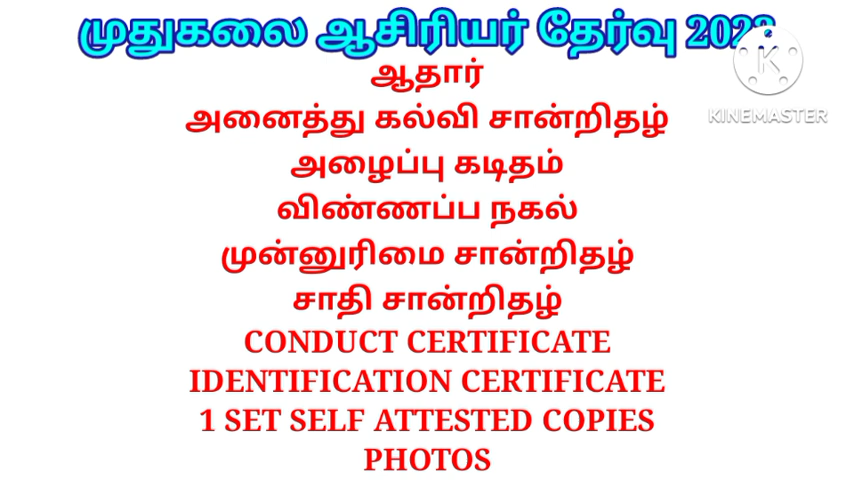 முதுகலை ஆசிரியர் தேர்வு
K
KINEMASTER
ஆதார்
அனைத்து கல்வி சான்றிதழ்
அழைப்பு கடிதம்
விண்ணப்ப நகல்
முன்னுரிமை சான்றிதழ்
சாதி சான்றிதழ்
CONDUCT CERTIFICATE
IDENTIFICATION CERTIFICATE
1 SET SELF ATTESTED COPIES
PHOTOS